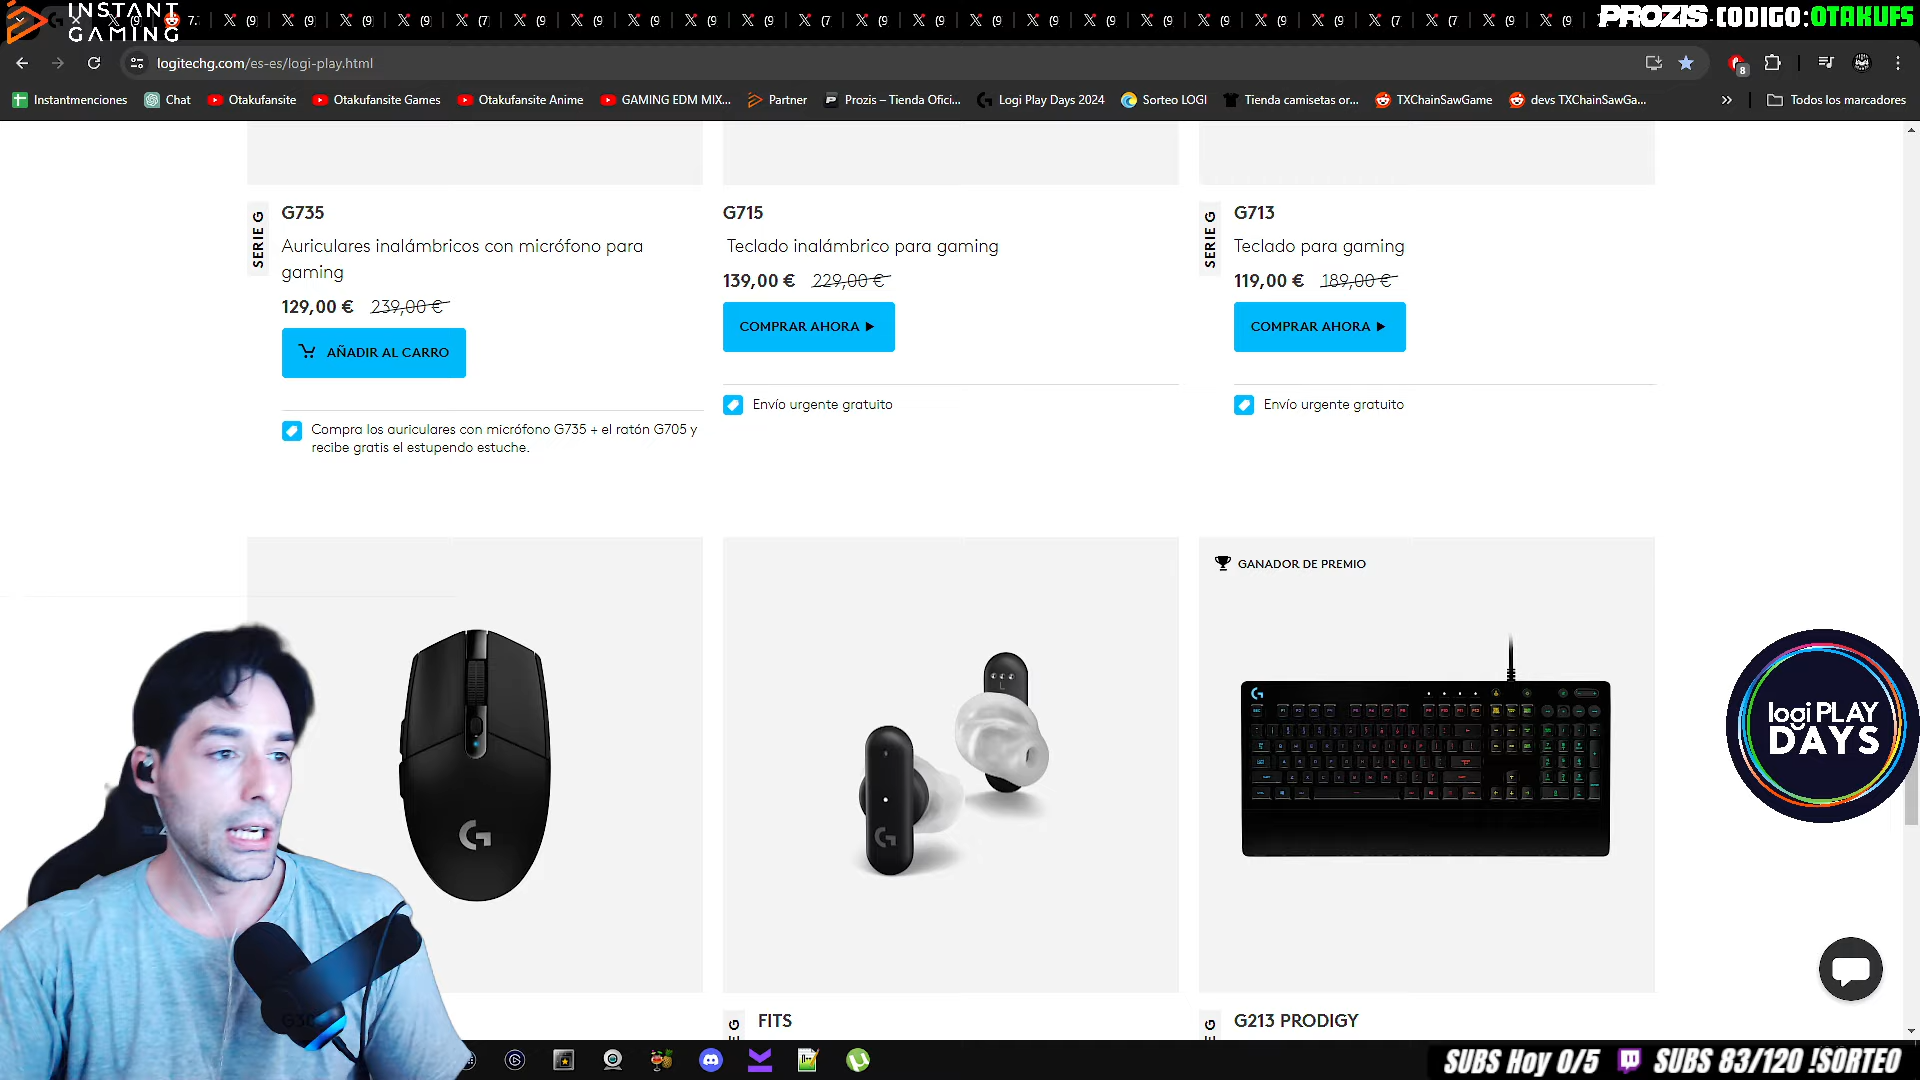 INSTANT
GAMING
PROZIS CODIGO:OTAKUFS
logitechg.com/es-es/logi-play.html
8
Instantmenciones
Chat
Otakufansite
Otakufansite Games
Otakufansite Anime
GAMING EDM MIX...
Partner
Prozis – Tienda Ofici...
Logi Play Days 2024
Sorteo LOGI
Tienda camisetas or...
TXChainSawGame
devs TXChainSawGa...
Todos los marcadores
SERIE G
G735
Auriculares inalámbricos con micrófono para
gaming
129,00 € 239,00 €
AÑADIR AL CARRO
Compra los auriculares con micrófono G735 + el ratón G705 y
recibe gratis el estupendo estuche.
G715
Teclado inalámbrico para gaming
139,00 € 229,00 €
COMPRAR AHORA
Envío urgente gratuito
SERIE G
G713
Teclado para gaming
119,00 € 189,00 €
COMPRAR AHORA
Envío urgente gratuito
GANADOR DE PREMIO
logi PLAY
DAYS
FITS
G213 PRODIGY
SUBS Hoy 0/5 SUBS 83/120 !SORTEO